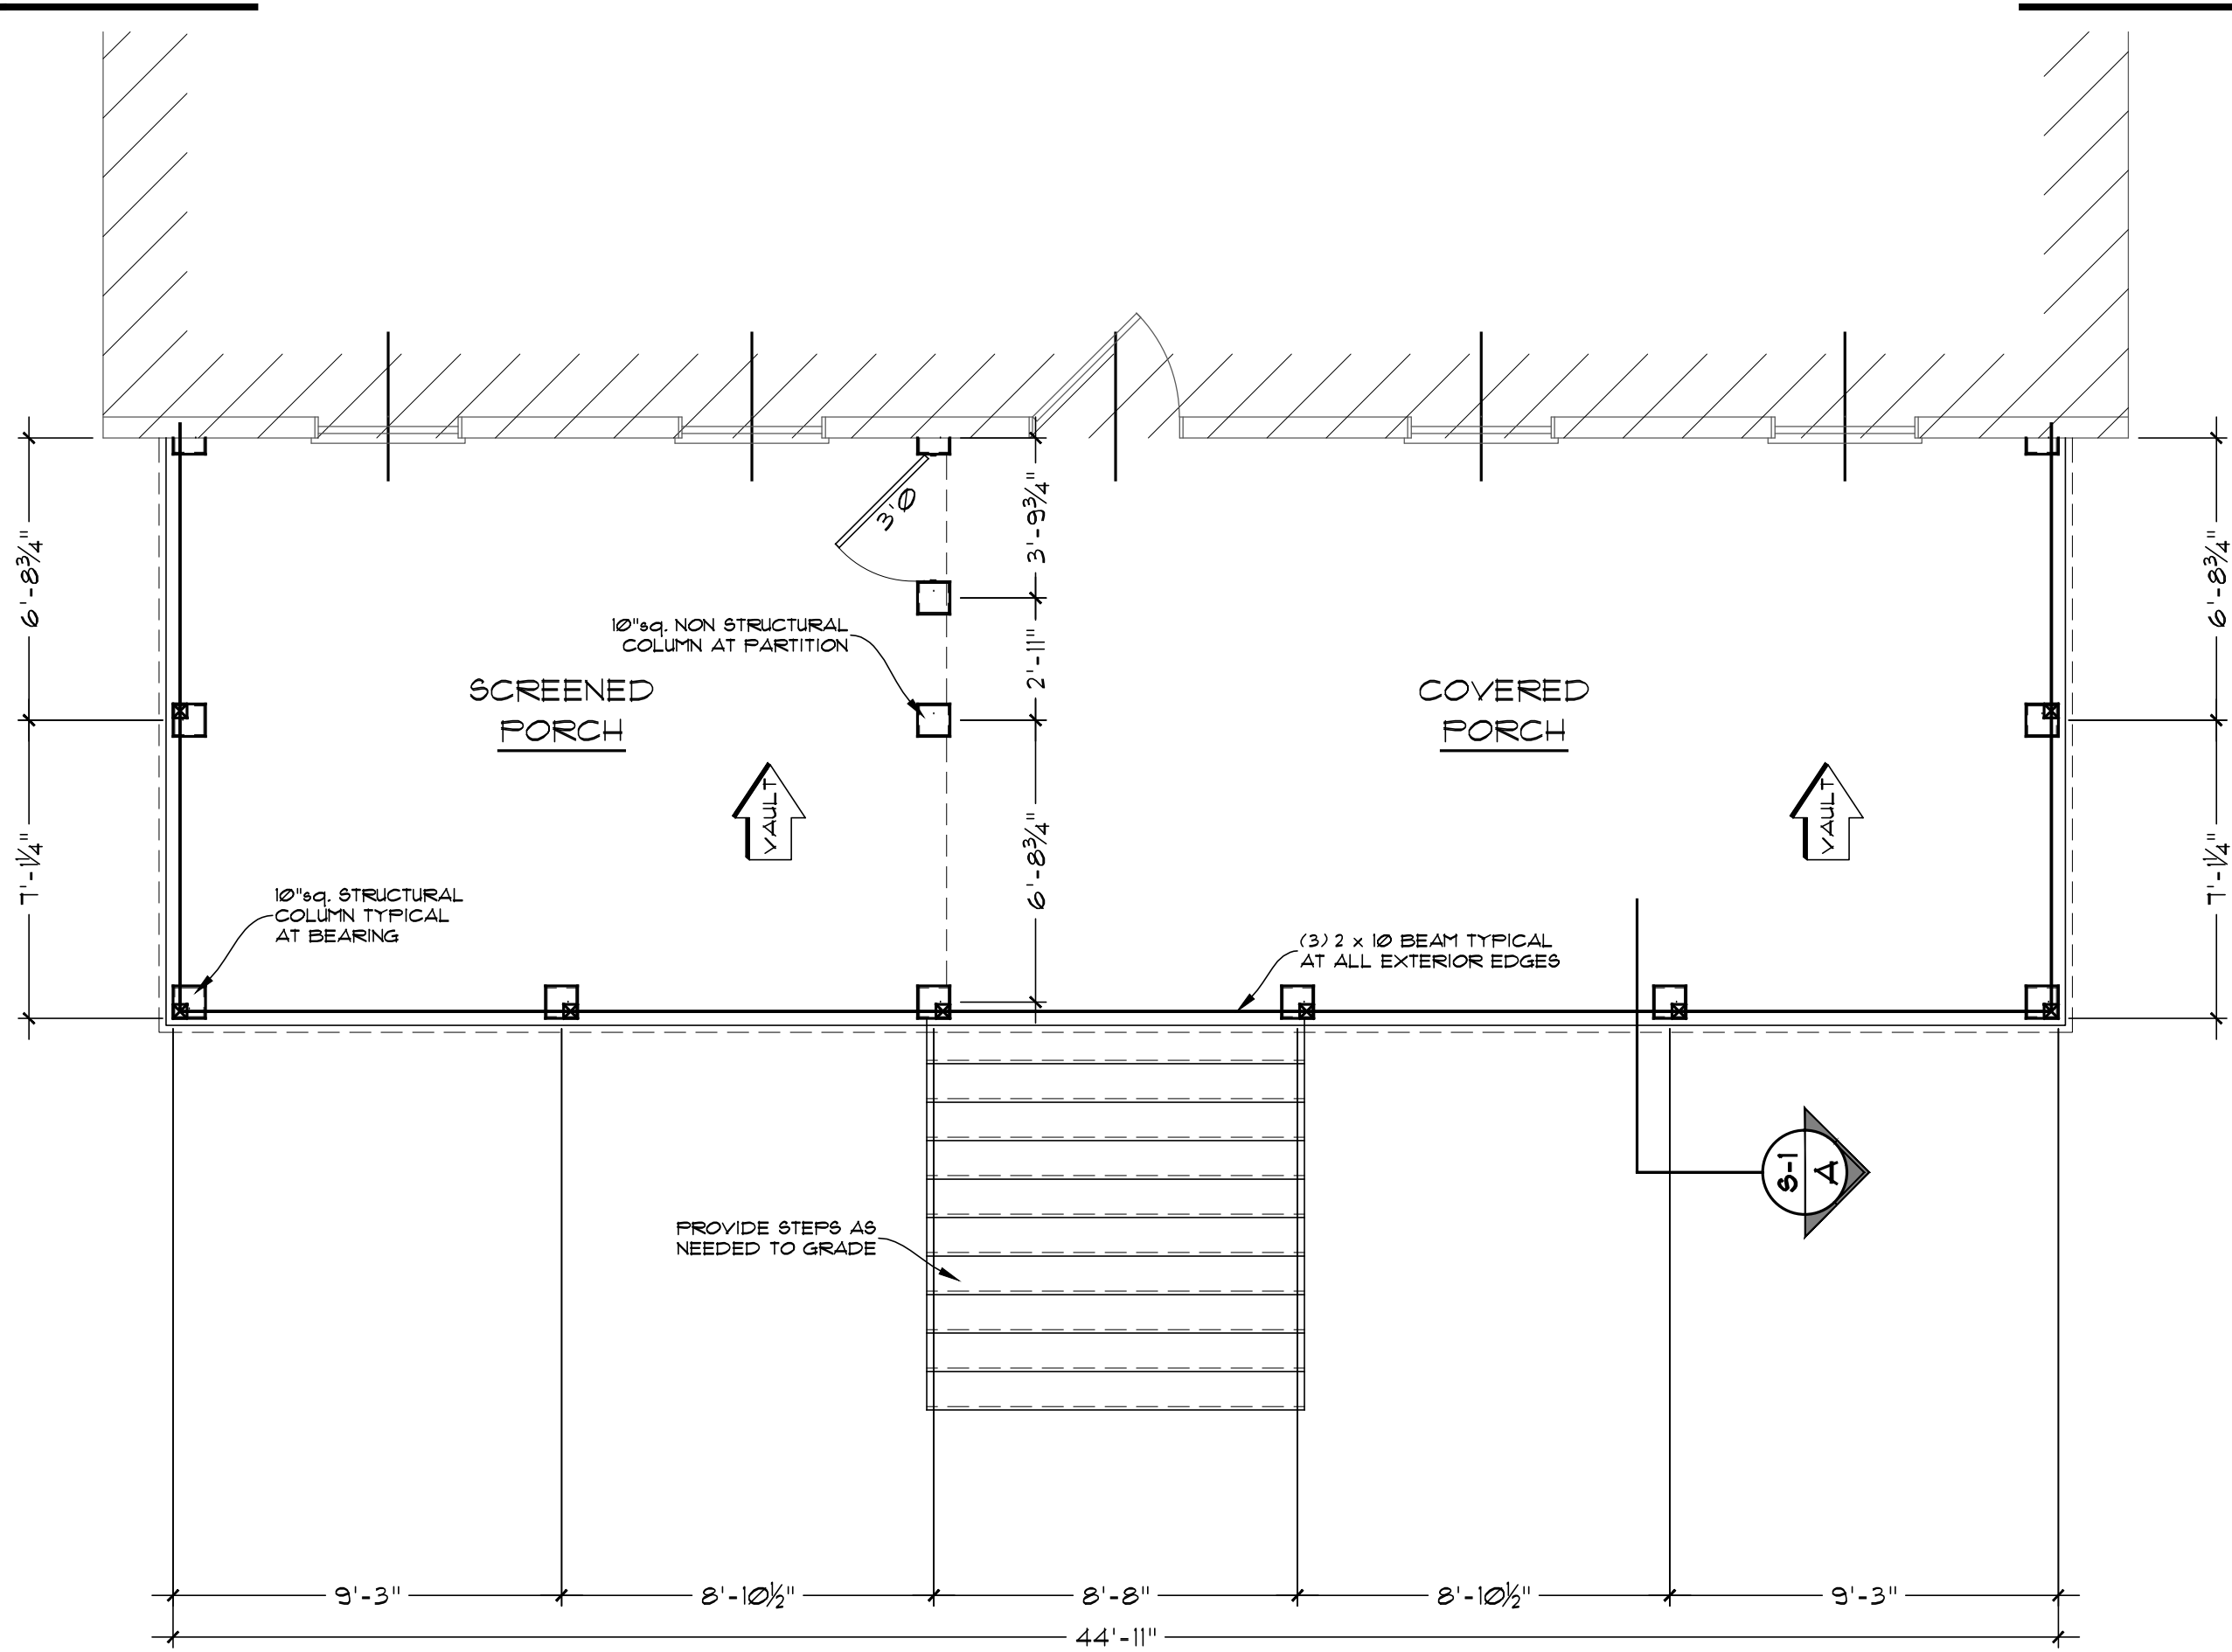 3'-9¾"
3'Ø
6'-8¾"
6'-8¾"
10"sq. NON STRUCTURAL
COLUMN AT PARTITION
2'-11"
SCREENED
PORCH
COVERED
PORCH
VAULT
VAULT
6'-8¾"
7'-1¼"
7'-1¼"
10"sq. STRUCTURAL
COLUMN TYPICAL
AT BEARING
(3) 2 x 10 BEAM TYPICAL
AT ALL EXTERIOR EDGES
S-1
A
PROVIDE STEPS AS
NEEDED TO GRADE
9'-3"
8'-10½"
8'-8"
8'-10½"
9'-3"
44'-11"